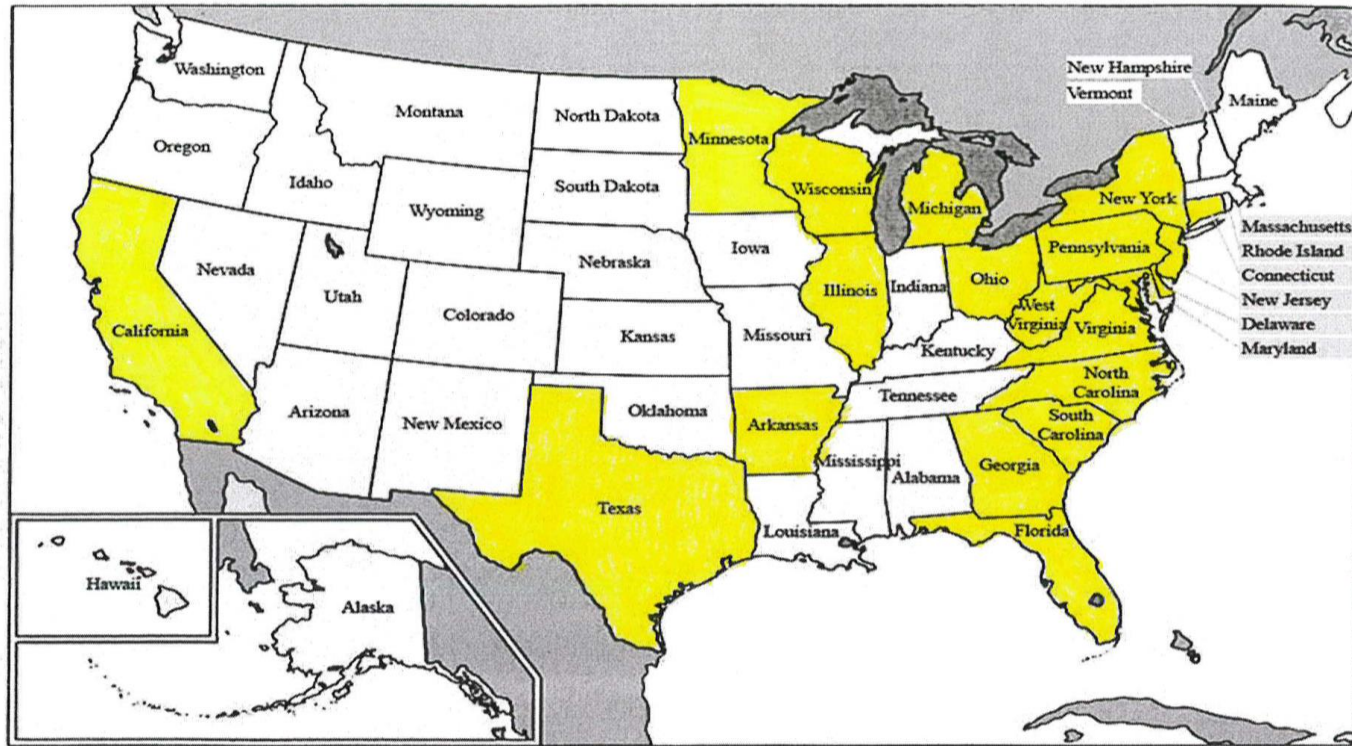 Washington
Oregon
California
Idaho
Nevada
Montana
Wyoming
Utah
Arizona
Colorado
New Mexico
North Dakota
South Dakota
Nebraska
Kansas
Oklahoma
Texas
Minnesota
Iowa
Missouri
Arkansas
Louisiana
Wisconsin
Illinois
Michigan
Indiana
Ohio
Kentucky
Tennessee
Mississippi
Alabama
Georgia
Florida
South
Carolina
North
Carolina
Virginia
West
Virginia
Pennsylvania
New York
New Hampshire
Vermont
Maine
Massachusetts
Rhode Island
Connecticut
New Jersey
Delaware
Maryland
Hawaii
Alaska